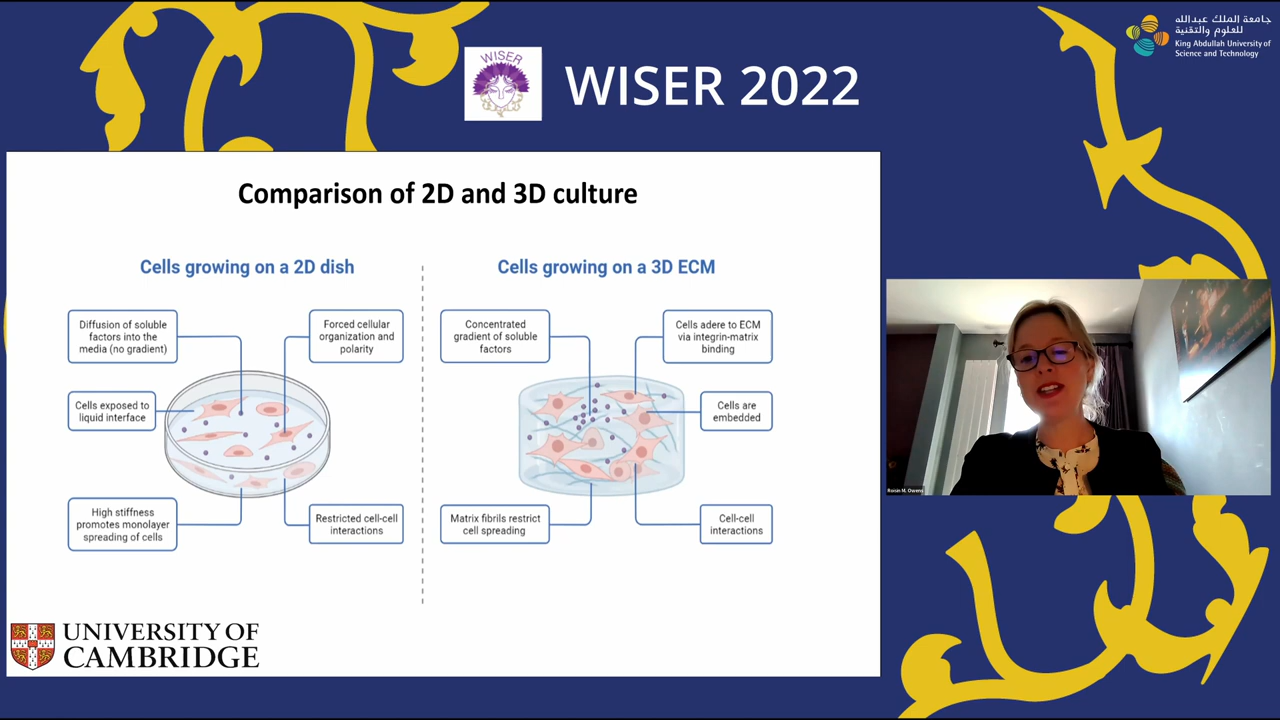 جامعة الملك عبدالله
للعلوم والتقنية
King Abdullah University of
Science and Technology
WISER
WISER 2022
Comparison of 2D and 3D culture
Cells growing on a 2D dish
Diffusion of soluble
factors into the
media (no gradient)
Forced cellular
organization and
polarity
Cells exposed to
liquid interface
High stiffness
promotes monolayer
spreading of cells
Restricted cell-cell
interactions
Cells growing on a 3D ECM
Concentrated
gradient of soluble
factors
Cells adere to ECM
via integrin-matrix
binding
Cells are
embedded
Matrix fibrils restrict
cell spreading
Cell-cell
interactions
UNIVERSITY OF
CAMBRIDGE
Roisin M. Owens